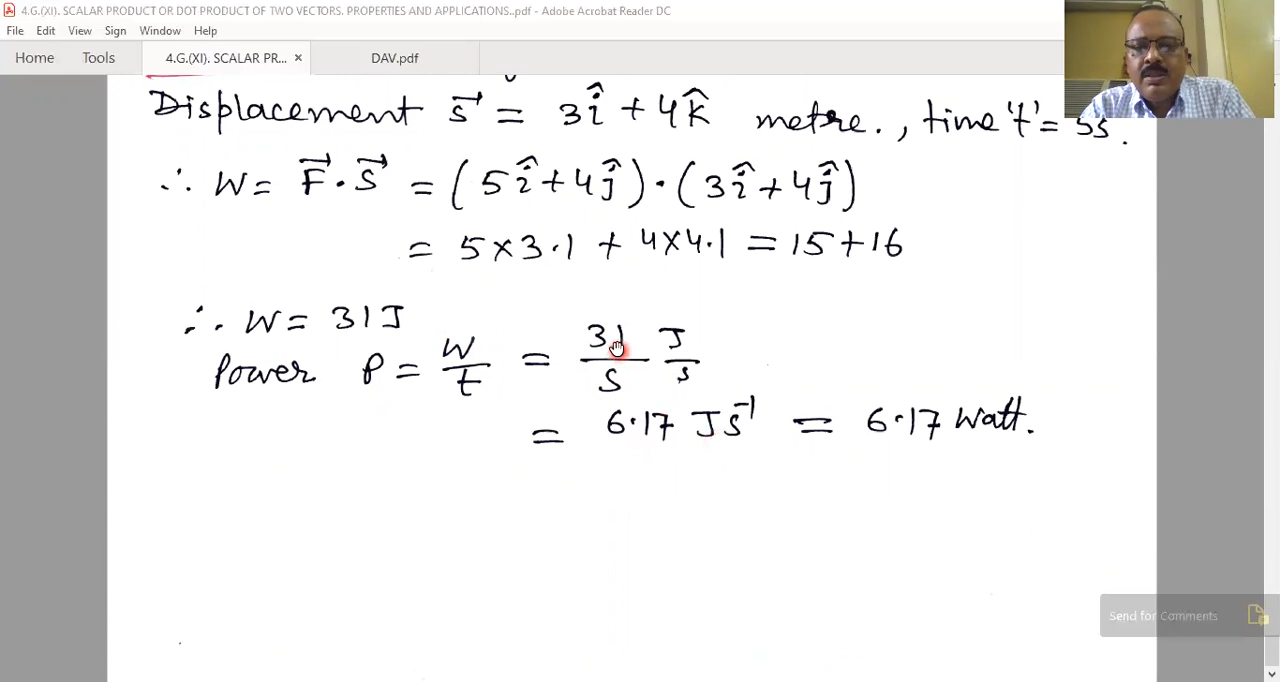 4.G.(XI). SCALAR PRODUCT OR DOT PRODUCT OF TWO VECTORS. PROPERTIES AND APPLICATIONS..pdf - Adobe Acrobat Reader DC
File Edit View Sign Window Help
Home Tools 4.G.(XI). SCALAR PR... × DAV.pdf
Displacement s⃗ = 3î + 4k̂ metre., time 't' = 5s.
∴ W = F⃗ · S⃗ = (5î + 4ĵ) · (3î + 4ĵ)
= 5×3·1 + 4×4·1 = 15+16
∴ W = 31J
Power P = W/t = 31/5 J/s
= 6·17 JS⁻¹ = 6·17 Watt.
Send for Comments